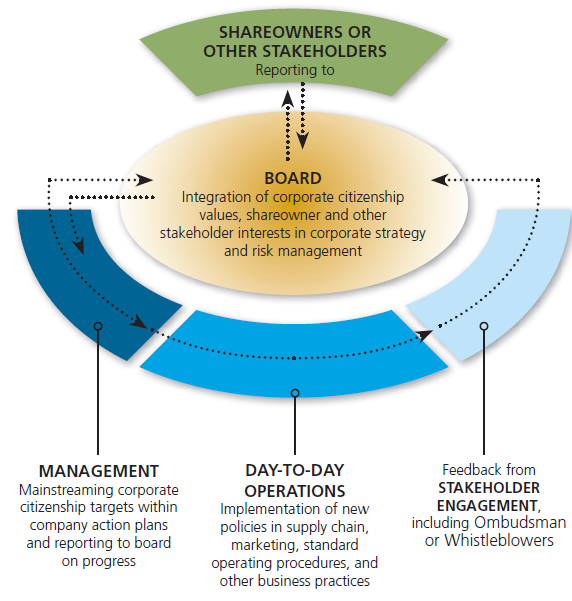 SHAREOWNERS OR
OTHER STAKEHOLDERS
Reporting to
BOARD
Integration of corporate citizenship
values, shareowner and other
stakeholder interests in corporate strategy
and risk management
MANAGEMENT
Mainstreaming corporate
citizenship targets within
company action plans
and reporting to board
on progress
DAY-TO-DAY
OPERATIONS
Implementation of new
policies in supply chain,
marketing, standard
operating procedures, and
other business practices
Feedback from
STAKEHOLDER
ENGAGEMENT,
including Ombudsman
or Whistleblowers